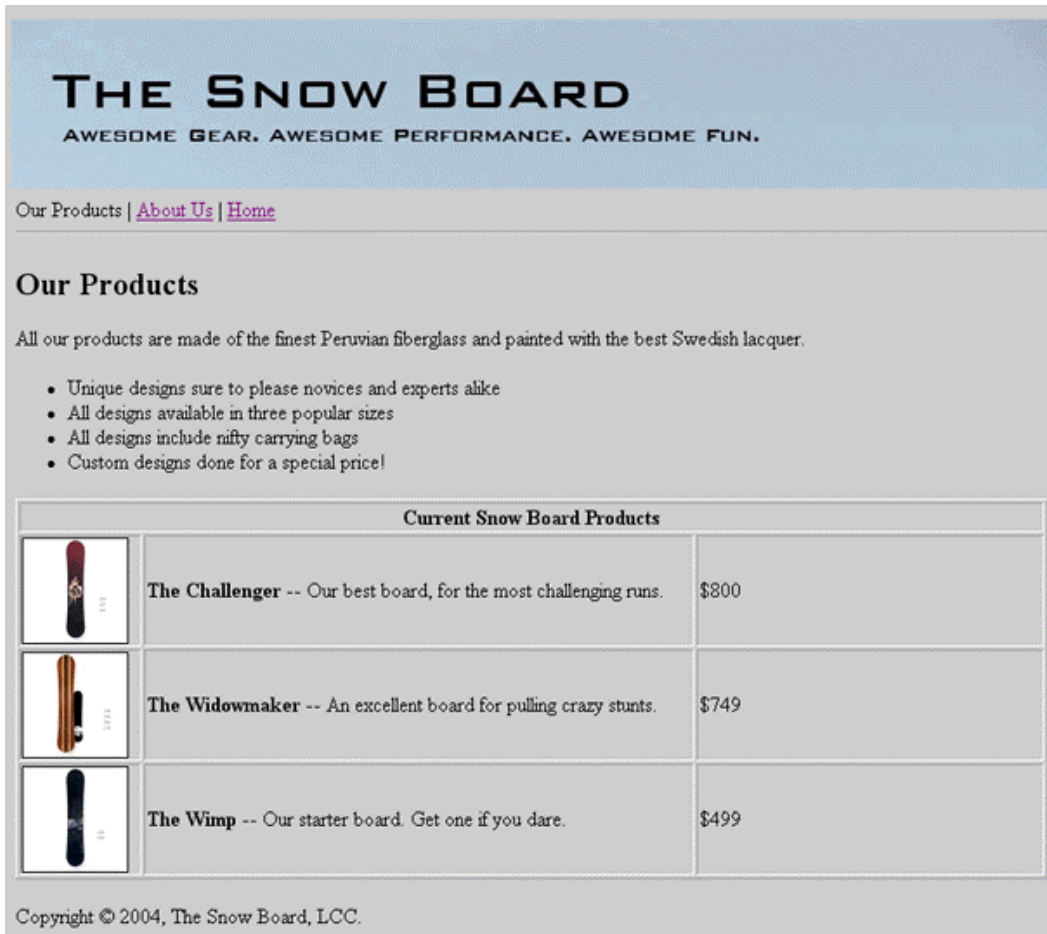 The Snow Board
Awesome Gear. Awesome Performance. Awesome Fun.
Our Products | About Us | Home
Our Products
All our products are made of the finest Peruvian fiberglass and painted with the best Swedish lacquer.
• Unique designs sure to please novices and experts alike
• All designs available in three popular sizes
• All designs include nifty carrying bags
• Custom designs done for a special price!
Current Snow Board Products
The Challenger -- Our best board, for the most challenging runs. $800
The Widowmaker -- An excellent board for pulling crazy stunts. $749
The Wimp -- Our starter board. Get one if you dare. $499
Copyright © 2004, The Snow Board, LCC.